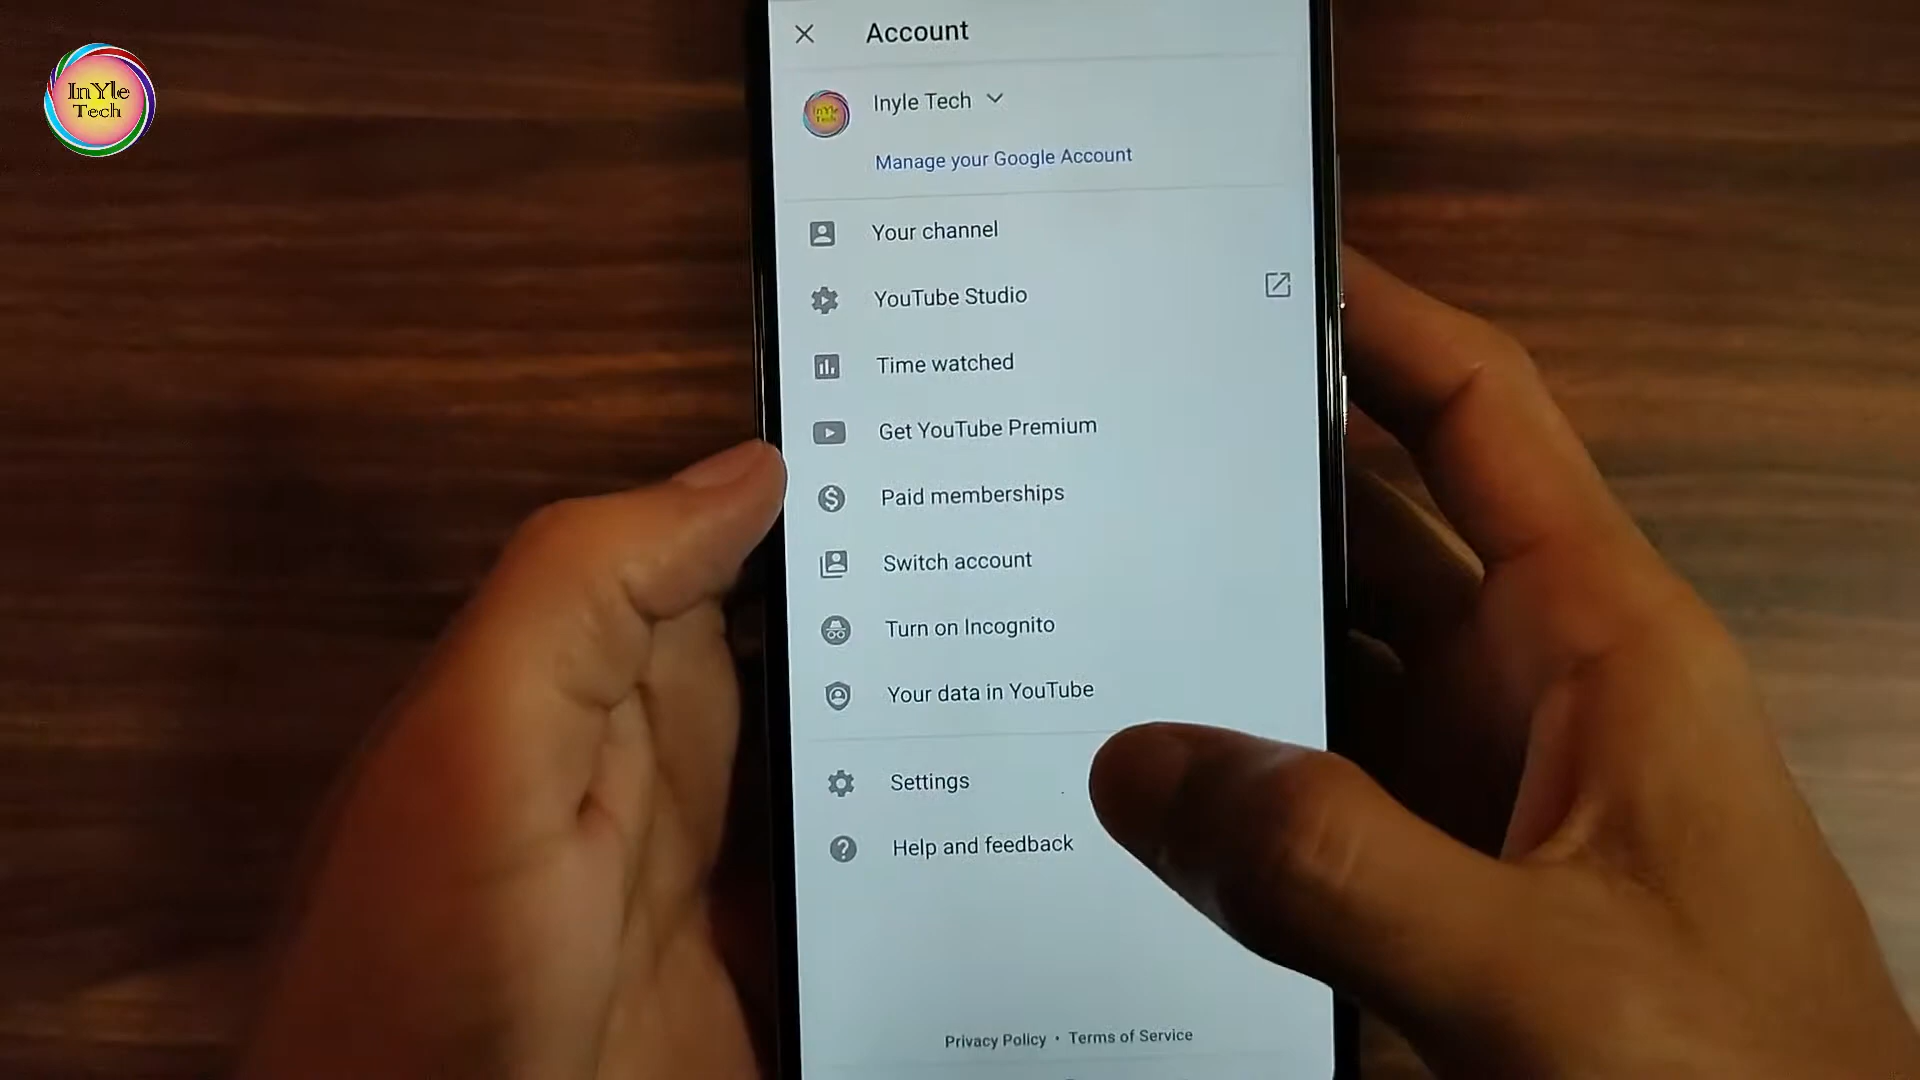 InYle
Tech
Account
Inyle Tech
Manage your Google Account
Your channel
YouTube Studio
Time watched
Get YouTube Premium
Paid memberships
Switch account
Turn on Incognito
Your data in YouTube
Settings
Help and feedback
Privacy Policy • Terms of Service